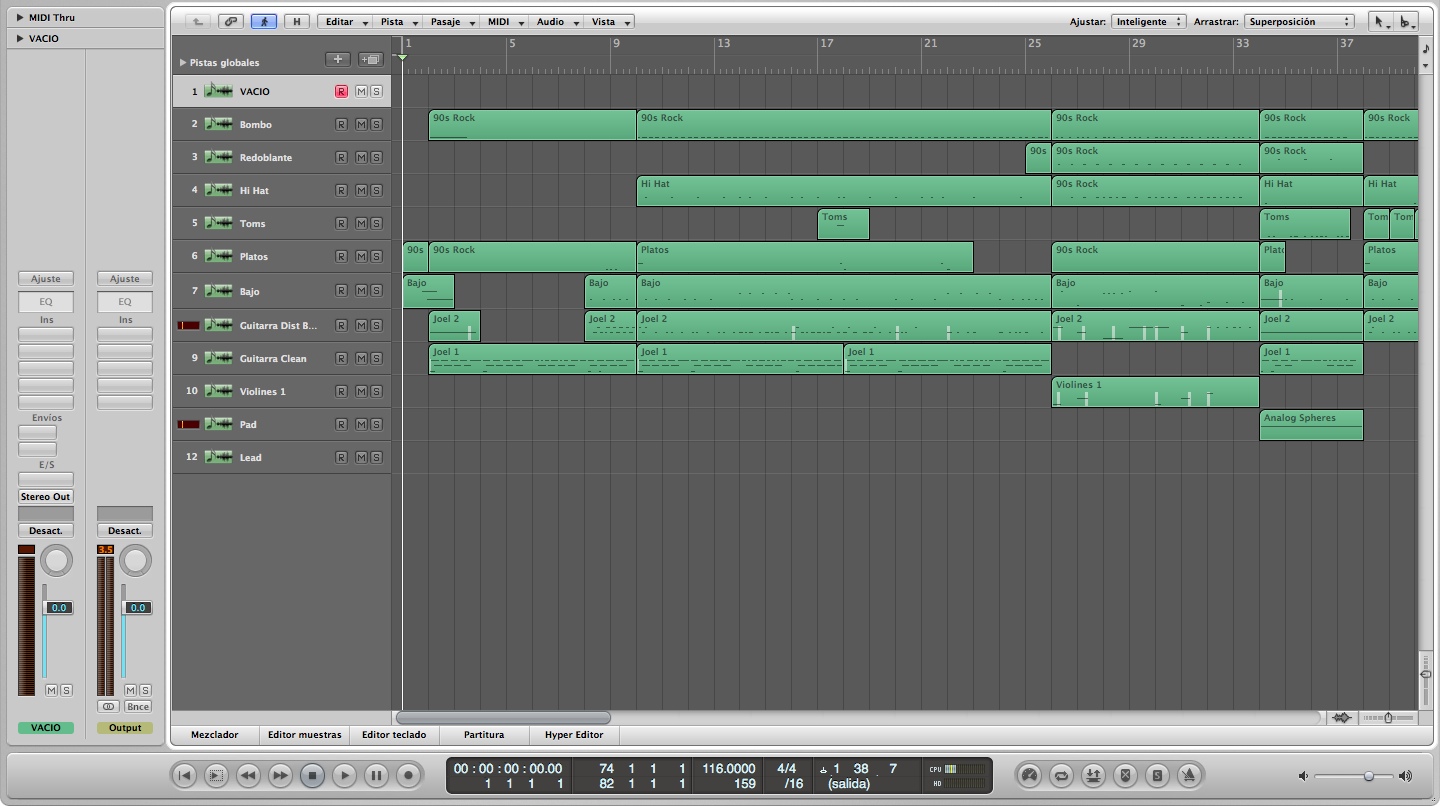 MIDI Thru
VACIO
H Editar Pista Pasaje MIDI Audio Vista Ajustar: Inteligente Arrastrar: Superposición
Pistas globales
1 5 9 13 17 21 25 29 33 37
1 VACIO R M S
2 Bombo R M S 90s Rock 90s Rock 90s Rock 90s Rock 90s Rock
3 Redoblante R M S 90s 90s Rock 90s Rock
4 Hi Hat R M S Hi Hat 90s Rock Hi Hat Hi Hat
5 Toms R M S Toms Toms Tom Tom
6 Platos R M S 90s 90s Rock Platos 90s Rock Plato Platos
7 Bajo R M S Bajo Bajo Bajo Bajo Bajo Bajo
Guitarra Dist B... R M S Joel 2 Joel 2 Joel 2 Joel 2 Joel 2 Joel 2
9 Guitarra Clean R M S Joel 1 Joel 1 Joel 1 Joel 1
10 Violines 1 R M S Violines 1
Pad R M S Analog Spheres
12 Lead R M S
Ajuste Ajuste
EQ EQ
Ins Ins
Envíos
E/S
Stereo Out
Desact. Desact.
3.5
0.0 0.0
M S M S
Bnce
VACIO Output
Mezclador Editor muestras Editor teclado Partitura Hyper Editor
00 : 00 : 00 : 00.00 74 1 1 1 116.0000 4/4 1 38 7 CPU
1 1 1 1 82 1 1 1 159 /16 (salida) HD
S